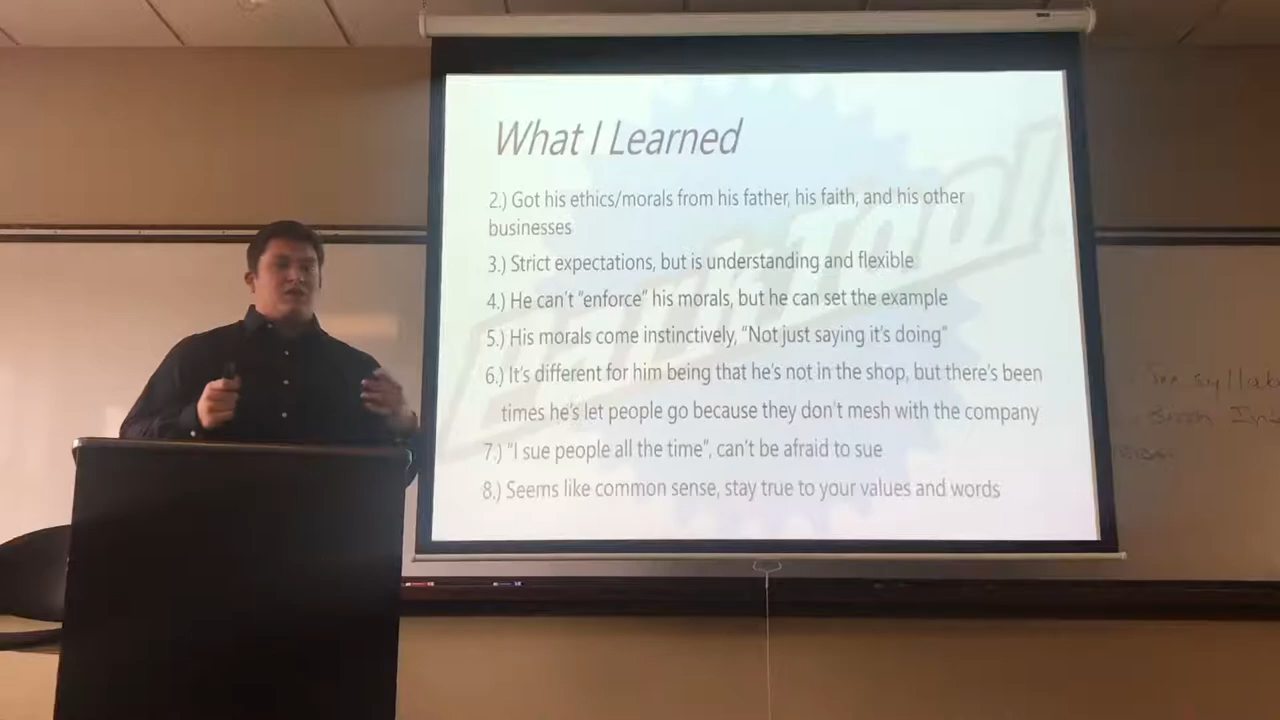 What I Learned
2.) Got his ethics/morals from his father, his faith, and his other
businesses
3.) Strict expectations, but is understanding and flexible
4.) He can't “enforce” his morals, but he can set the example
5.) His morals come instinctively, “Not just saying it's doing”
6.) It's different for him being that he's not in the shop, but there's been
times he's let people go because they don't mesh with the company
7.) “I sue people all the time”, can't be afraid to sue
8.) Seems like common sense, stay true to your values and words
Tool